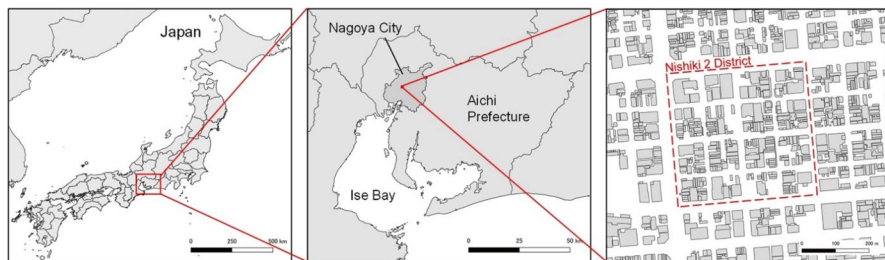 Japan
0 250 500 km
Nagoya City
Aichi
Prefecture
Ise Bay
0 25 50 km
Nishiki 2 District
0 100 200 m